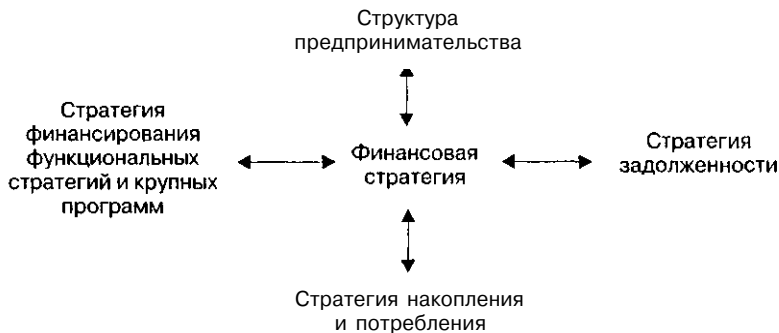 Структура
предпринимательства
Стратегия
финансирования
функциональных
стратегий и крупных
программ
Финансовая
стратегия
Стратегия
задолженности
Стратегия накопления
и потребления